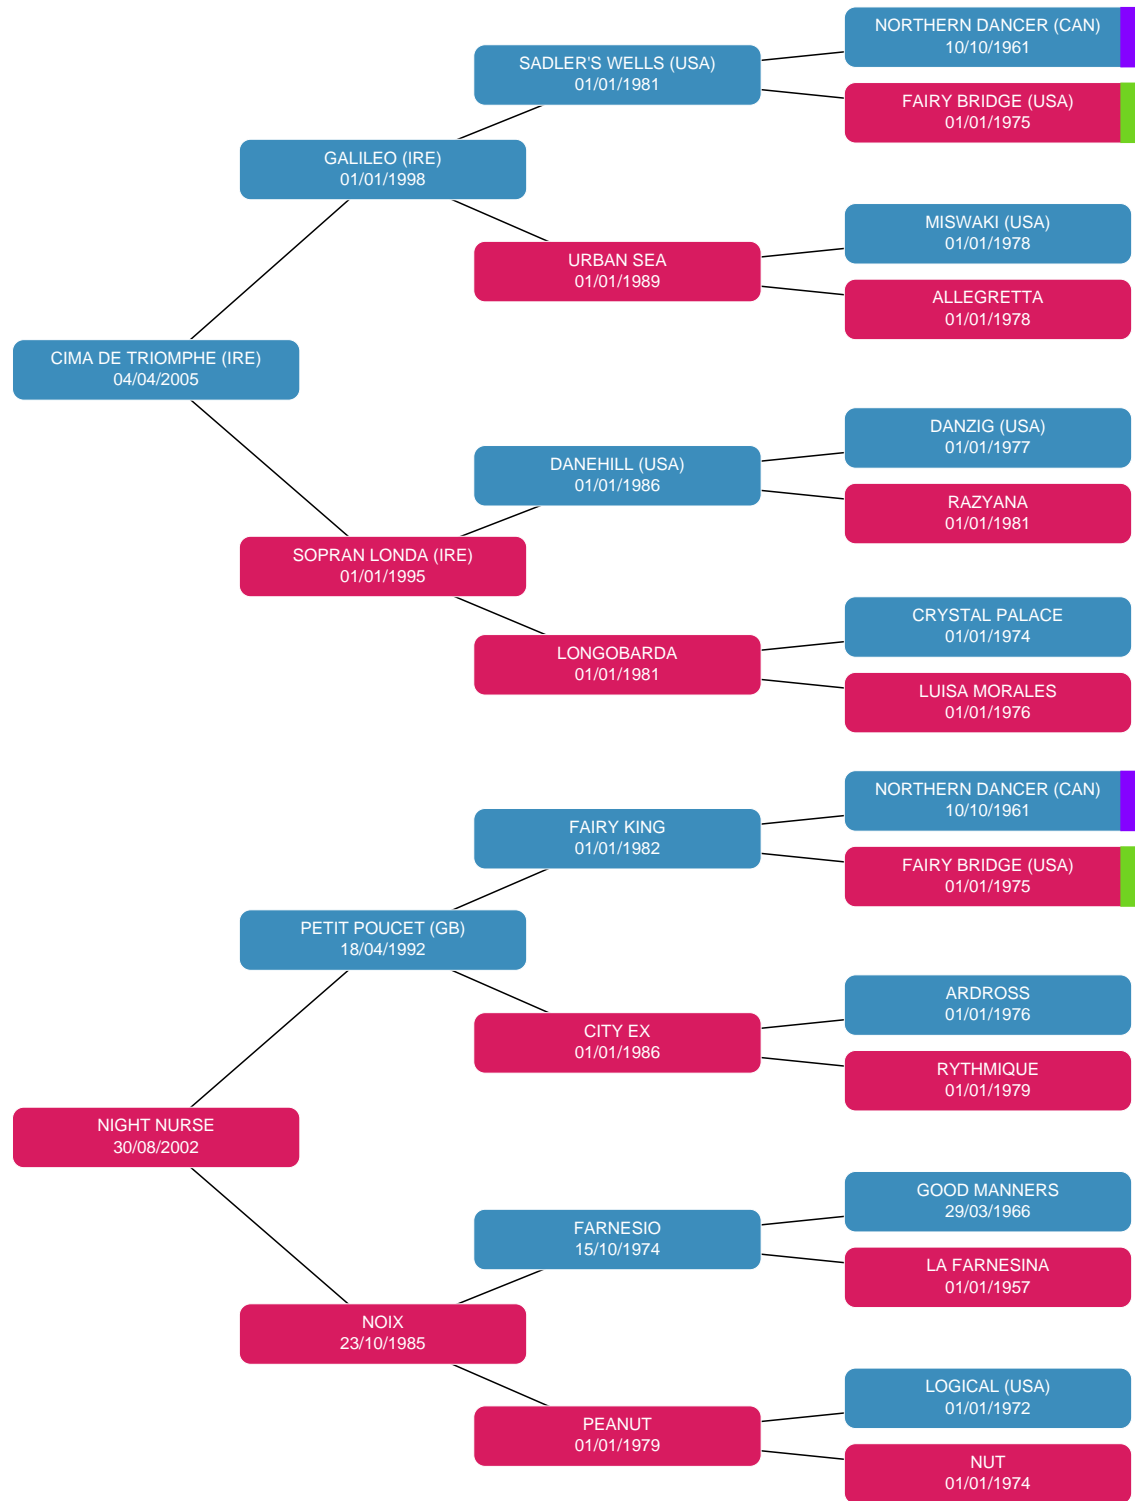 NORTHERN DANCER (CAN)
10/10/1961
SADLER'S WELLS (USA)
01/01/1981
FAIRY BRIDGE (USA)
01/01/1975
GALILEO (IRE)
01/01/1998
MISWAKI (USA)
01/01/1978
URBAN SEA
01/01/1989
ALLEGRETTA
01/01/1978
CIMA DE TRIOMPHE (IRE)
04/04/2005
DANZIG (USA)
01/01/1977
DANEHILL (USA)
01/01/1986
RAZYANA
01/01/1981
SOPRAN LONDA (IRE)
01/01/1995
CRYSTAL PALACE
01/01/1974
LONGOBARDA
01/01/1981
LUISA MORALES
01/01/1976
NORTHERN DANCER (CAN)
10/10/1961
FAIRY KING
01/01/1982
FAIRY BRIDGE (USA)
01/01/1975
PETIT POUCET (GB)
18/04/1992
ARDROSS
01/01/1976
CITY EX
01/01/1986
RYTHMIQUE
01/01/1979
NIGHT NURSE
30/08/2002
GOOD MANNERS
29/03/1966
FARNESIO
15/10/1974
LA FARNESINA
01/01/1957
NOIX
23/10/1985
LOGICAL (USA)
01/01/1972
PEANUT
01/01/1979
NUT
01/01/1974